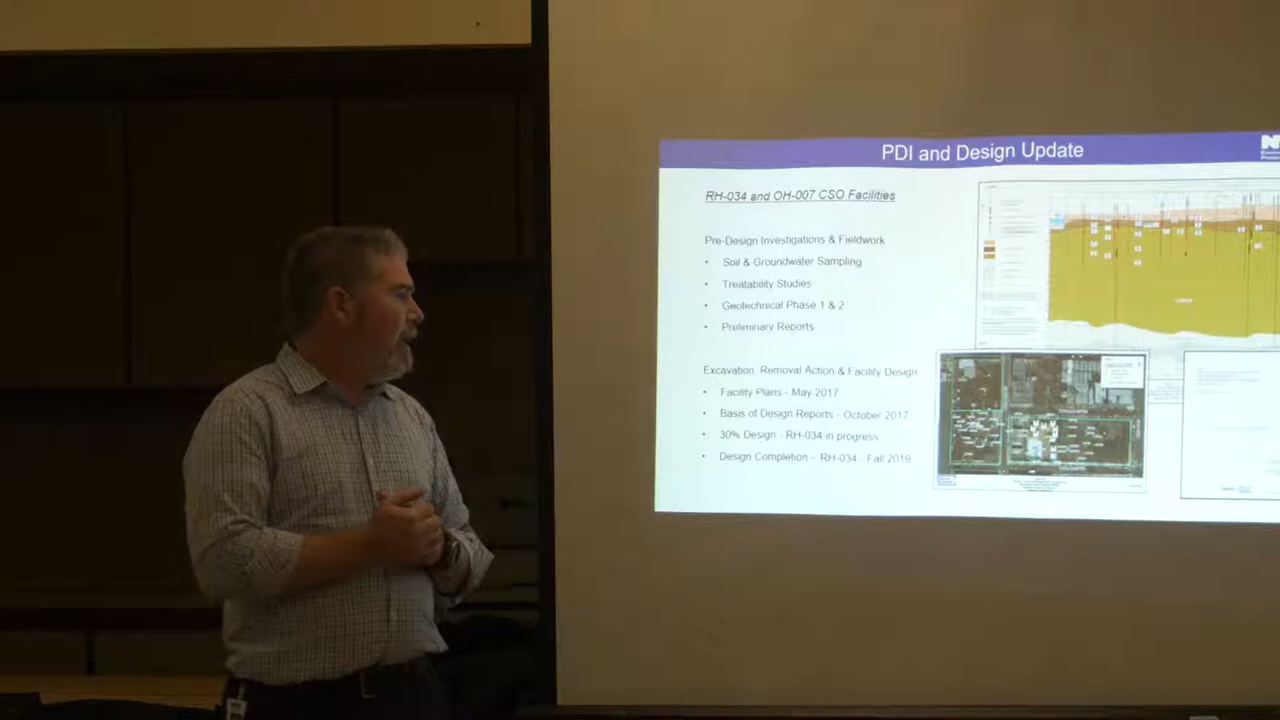 PDI and Design Update
RH-034 and OH-007 CSO Facilities
Pre-Design Investigations & Fieldwork
• Soil & Groundwater Sampling
• Treatability Studies
• Geotechnical Phase 1 & 2
• Preliminary Reports
Excavation, Removal Action & Facility Design
• Facility Plans - May 2017
• Basis of Design Reports - October 2017
• 30% Design - RH-034 in progress
• Design Completion – RH-034 - Fall 2019